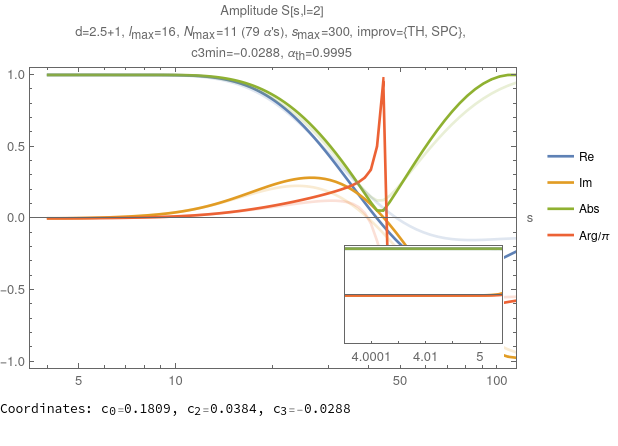 Amplitude S[s,l=2]
d=2.5+1, lmax=16, Nmax=11 (79 α's), smax=300, improv={TH, SPC},
c3min=-0.0288, αth=0.9995
1.0
0.5
0.0
-0.5
-1.0
5
10
50
100
s
4.0001
4.01
5
Re
Im
Abs
Arg/π
Coordinates: c0=0.1809, c2=0.0384, c3=-0.0288